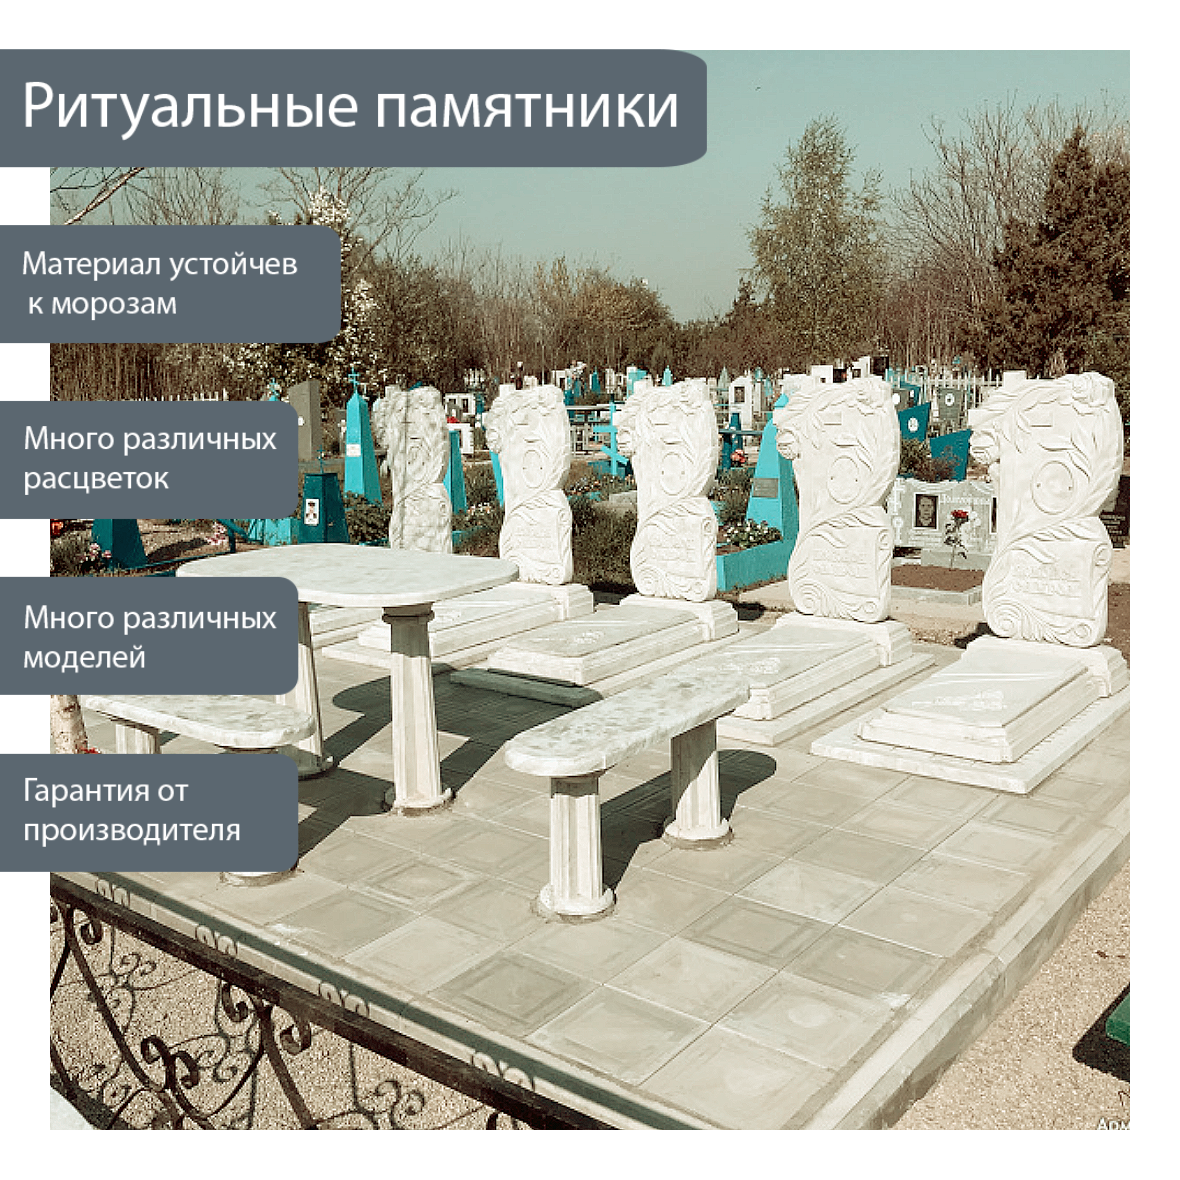 Ритуальные памятники
Материал устойчев
к морозам
Много различных
расцветок
Много различных
моделей
Гарантия от
производителя
Арм